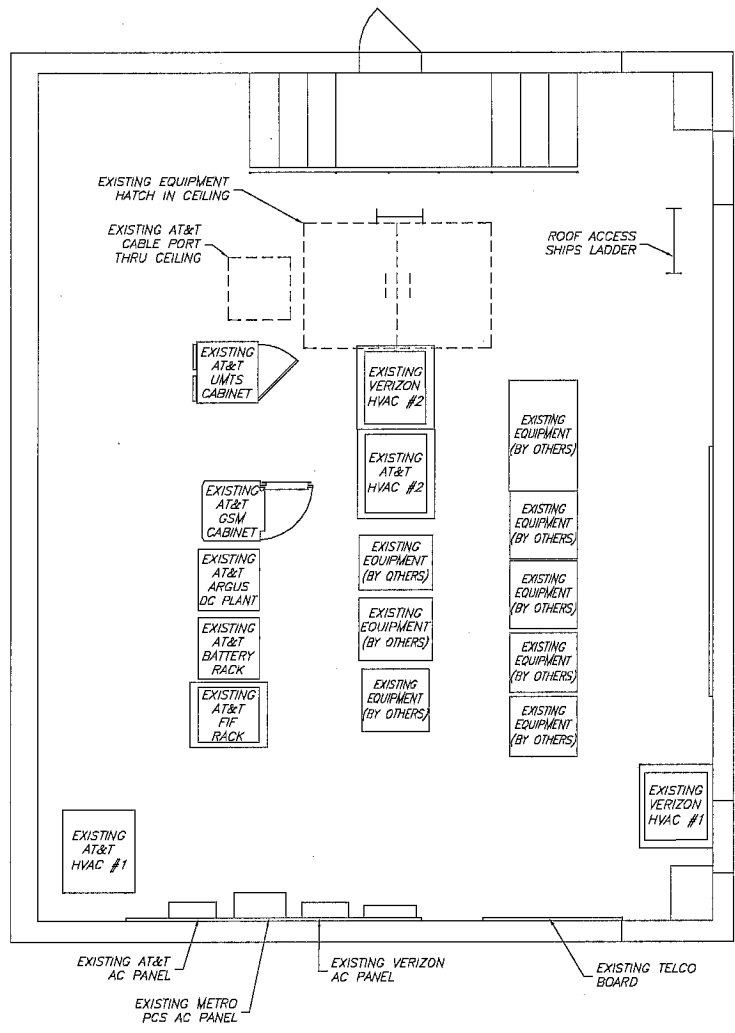 EXISTING EQUIPMENT
HATCH IN CEILING
EXISTING AT&T
CABLE PORT
THRU CEILING
ROOF ACCESS
SHIPS LADDER
EXISTING
AT&T
UMTS
CABINET
EXISTING
VERIZON
HVAC #2
EXISTING
EQUIPMENT
(BY OTHERS)
EXISTING
AT&T
HVAC #2
EXISTING
AT&T
GSM
CABINET
EXISTING
EQUIPMENT
(BY OTHERS)
EXISTING
EQUIPMENT
(BY OTHERS)
EXISTING
AT&T
ARGUS
DC PLANT
EXISTING
EQUIPMENT
(BY OTHERS)
EXISTING
AT&T
BATTERY
RACK
EXISTING
EQUIPMENT
(BY OTHERS)
EXISTING
EQUIPMENT
(BY OTHERS)
EXISTING
AT&T
FIF
RACK
EXISTING
EQUIPMENT
(BY OTHERS)
EXISTING
EQUIPMENT
(BY OTHERS)
EXISTING
VERIZON
HVAC #1
EXISTING
AT&T
HVAC #1
EXISTING AT&T
AC PANEL
EXISTING METRO
PCS AC PANEL
EXISTING VERIZON
AC PANEL
EXISTING TELCO
BOARD